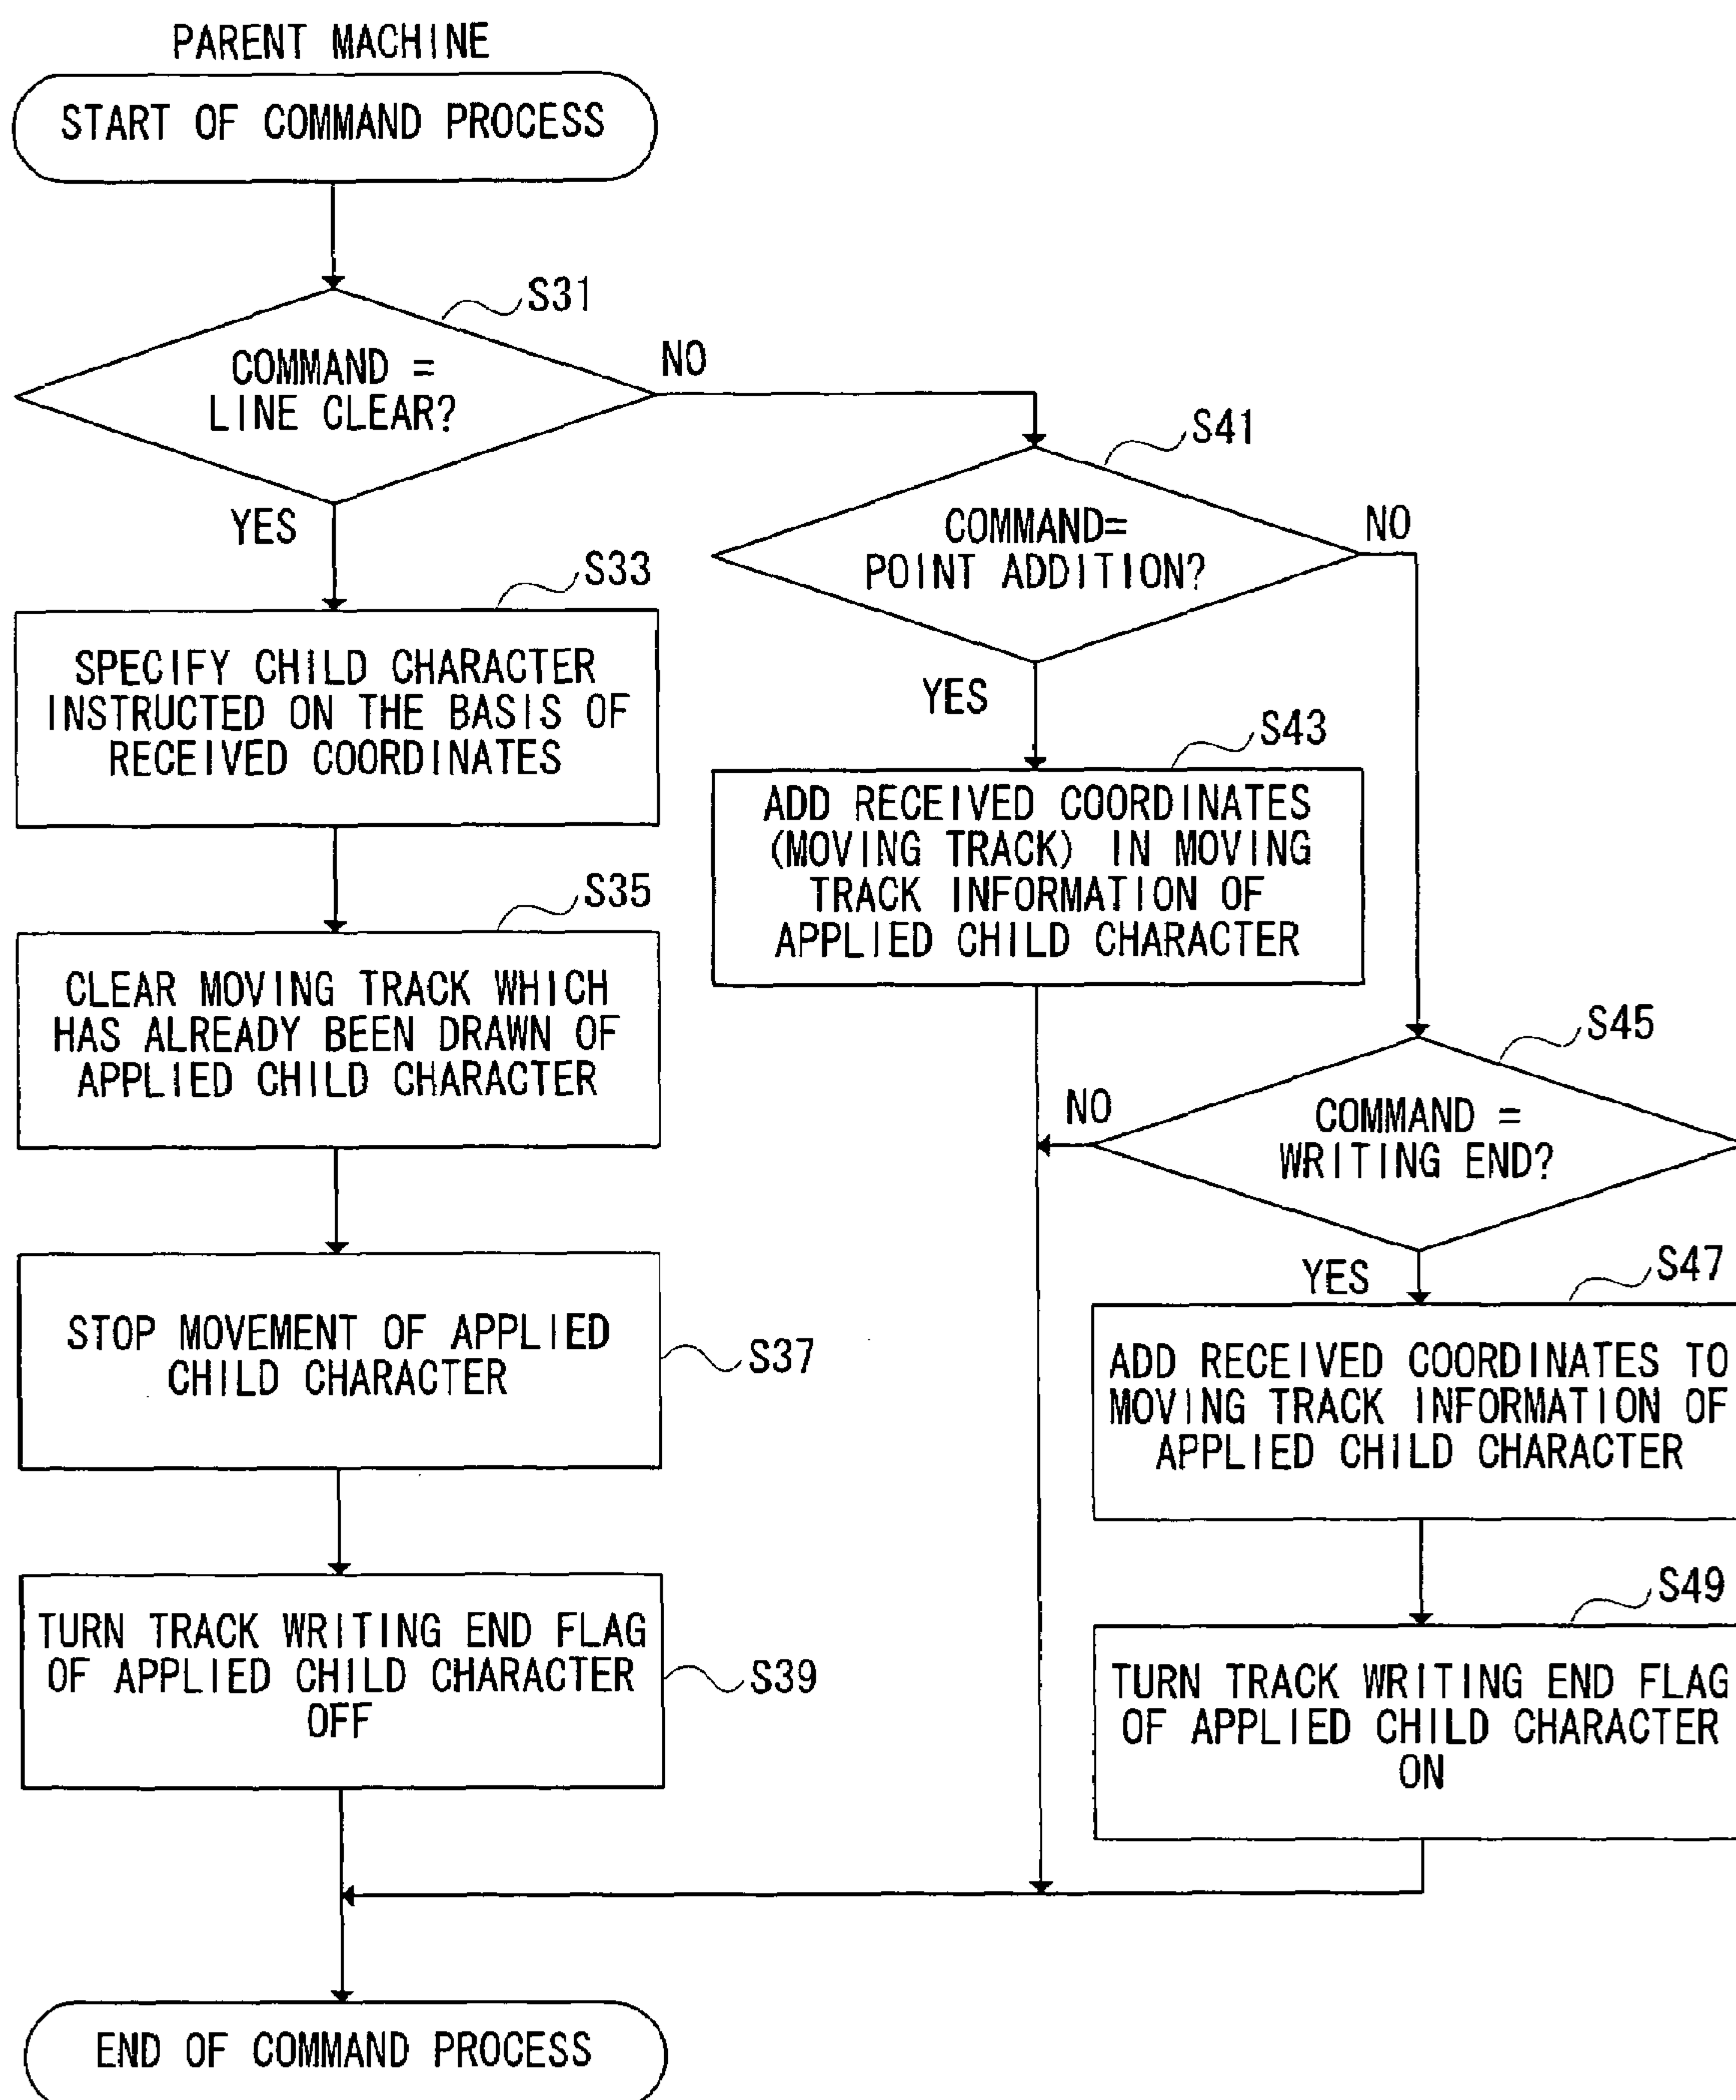 PARENT MACHINE
START OF COMMAND PROCESS
S31
COMMAND =
LINE CLEAR?
NO
YES
S33
SPECIFY CHILD CHARACTER
INSTRUCTED ON THE BASIS OF
RECEIVED COORDINATES
S35
CLEAR MOVING TRACK WHICH
HAS ALREADY BEEN DRAWN OF
APPLIED CHILD CHARACTER
STOP MOVEMENT OF APPLIED
CHILD CHARACTER
S37
TURN TRACK WRITING END FLAG
OF APPLIED CHILD CHARACTER
OFF
S39
S41
COMMAND=
POINT ADDITION?
NO
YES
S43
ADD RECEIVED COORDINATES
(MOVING TRACK) IN MOVING
TRACK INFORMATION OF
APPLIED CHILD CHARACTER
S45
COMMAND =
WRITING END?
NO
YES
S47
ADD RECEIVED COORDINATES TO
MOVING TRACK INFORMATION OF
APPLIED CHILD CHARACTER
S49
TURN TRACK WRITING END FLAG
OF APPLIED CHILD CHARACTER
ON
END OF COMMAND PROCESS